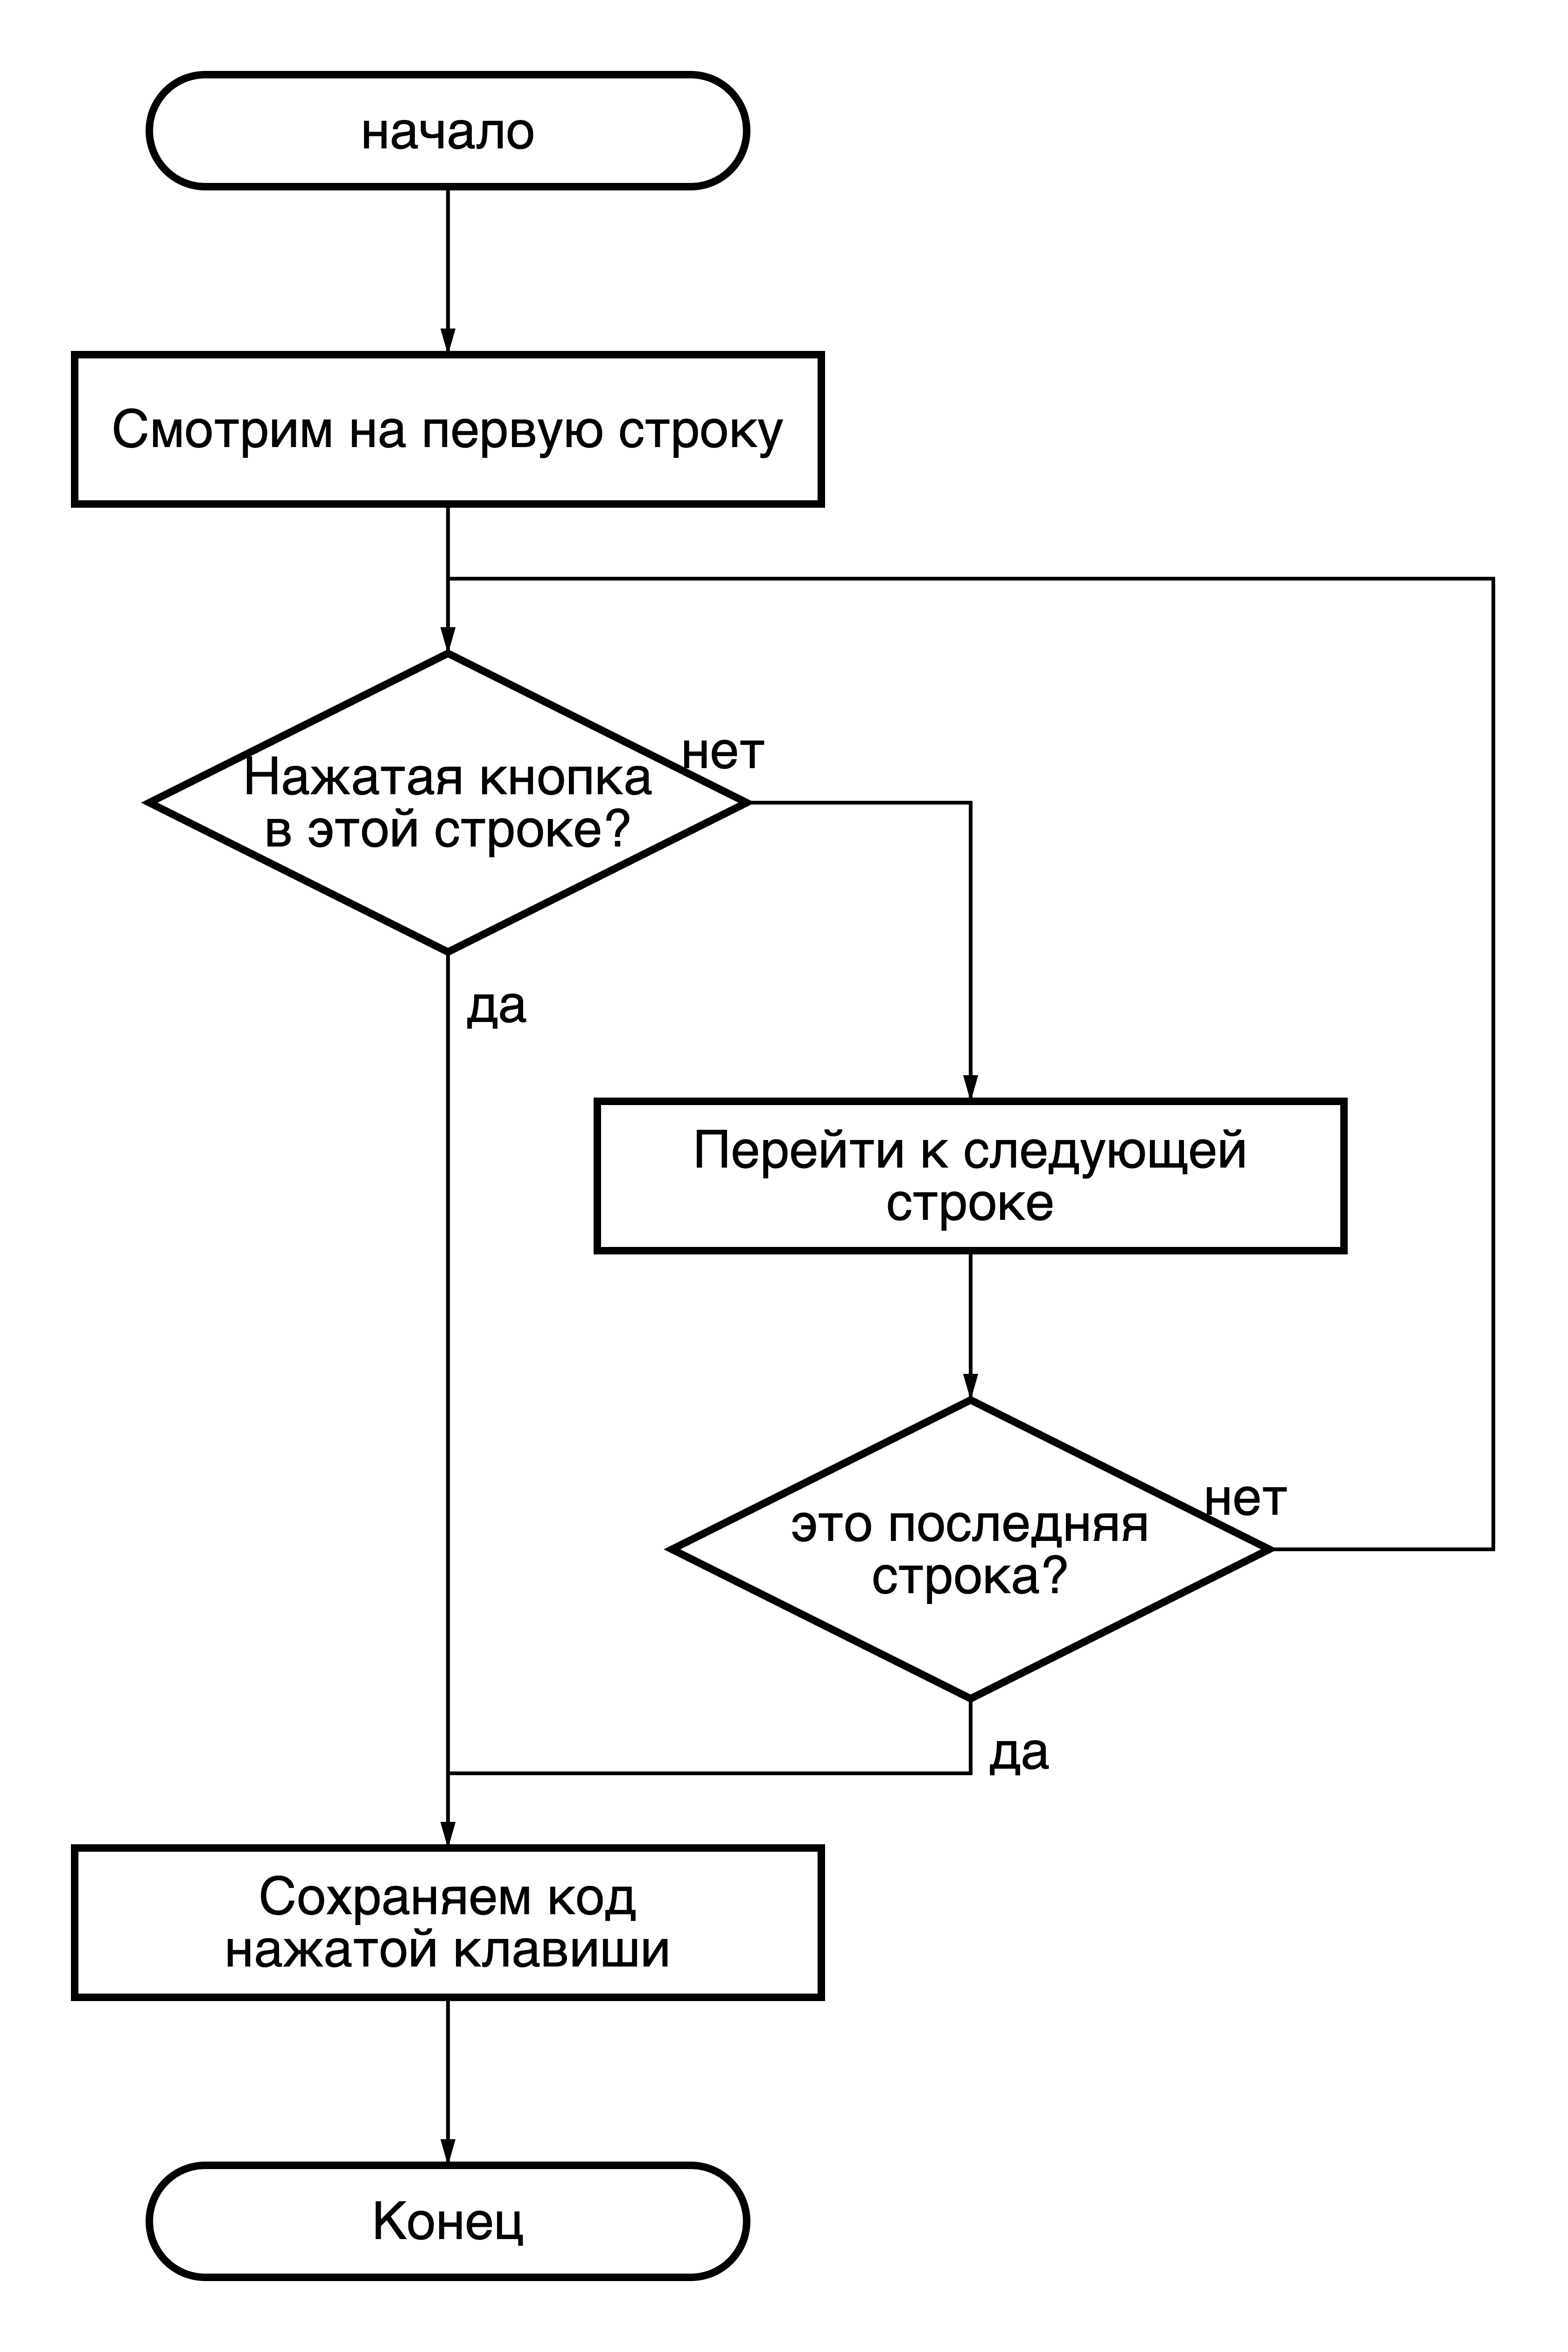 начало
Смотрим на первую строку
Нажатая кнопка
в этой строке?
нет
да
Перейти к следующей
строке
это последняя
строка?
нет
да
Сохраняем код
нажатой клавиши
Конец